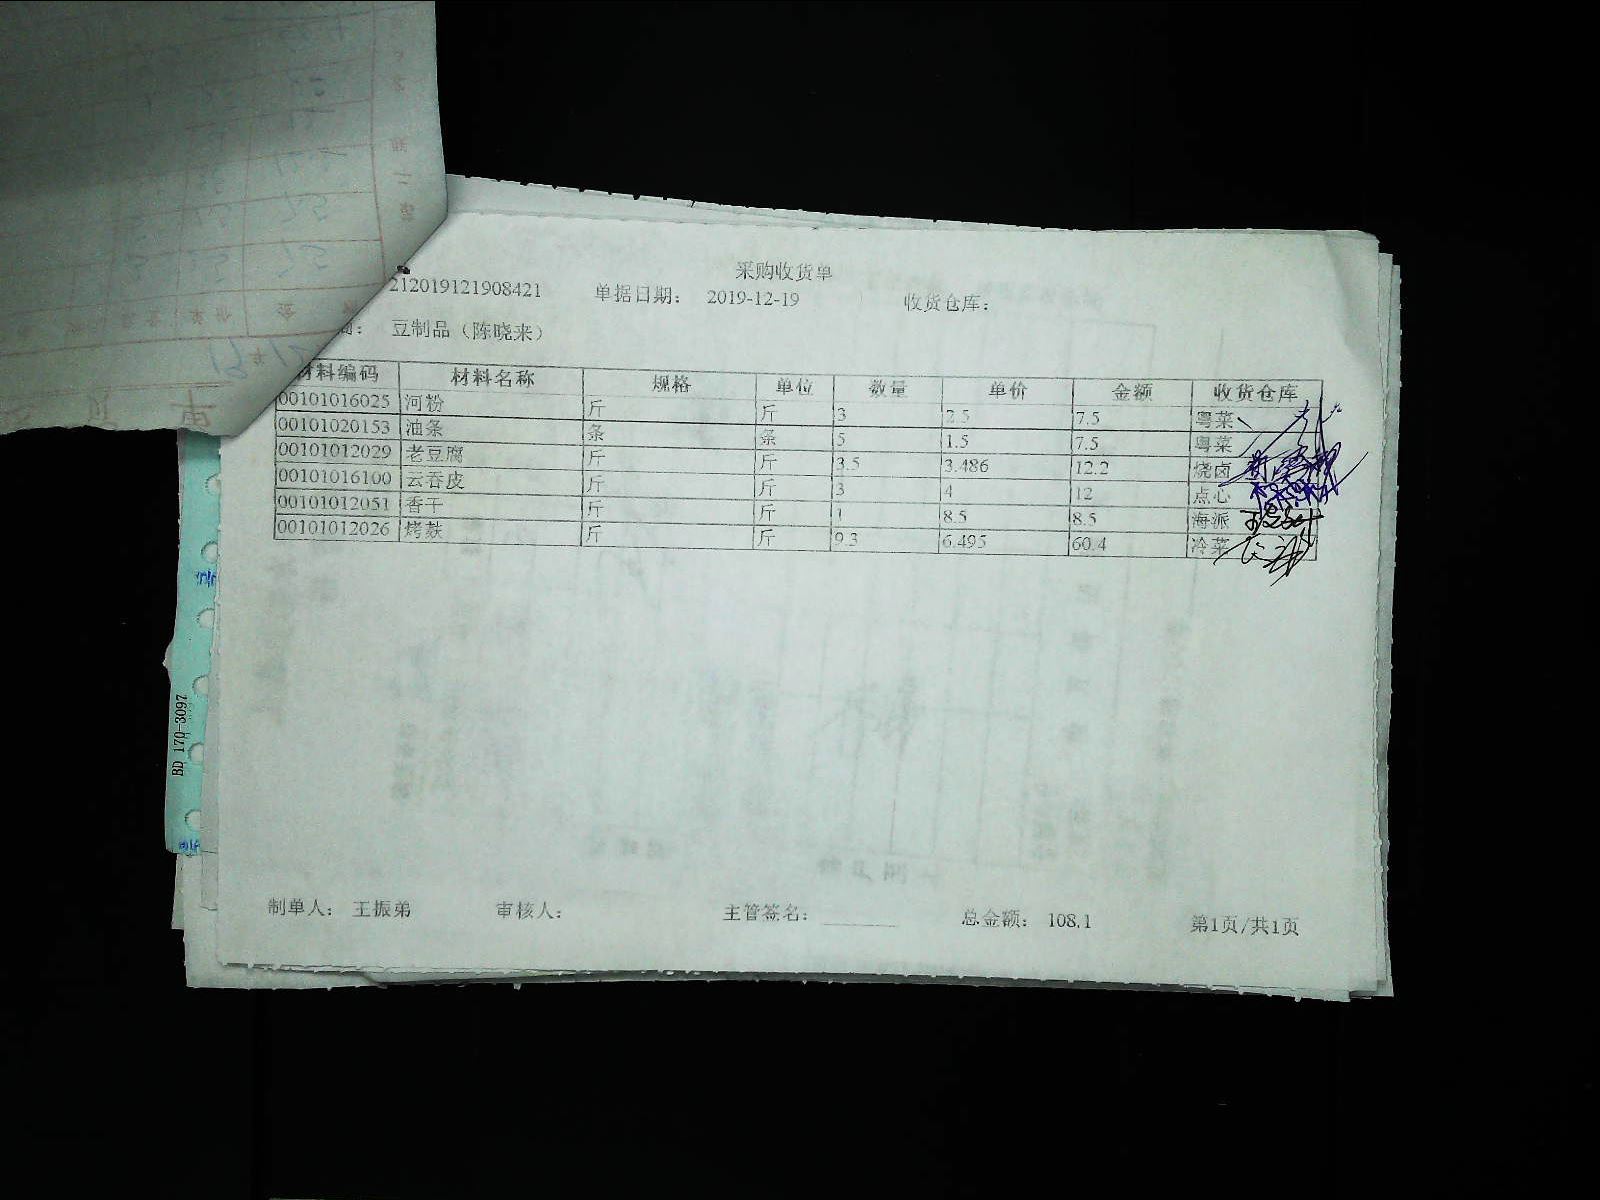 采购收货单
212019121908421 单据日期： 2019-12-19 收货仓库：
商： 豆制品（陈晓来）
材料编码 材料名称 规格 单位 数量 单价 金额 收货仓库
00101016025 河粉 斤 斤 3 2.5 7.5 粤菜
00101020153 油条 条 条 5 1.5 7.5 粤菜
00101012029 老豆腐 斤 斤 3.5 3.486 12.2 烧卤
00101016100 云吞皮 斤 斤 3 4 12 点心
00101012051 香干 斤 斤 1 8.5 8.5 海派
00101012026 烤麸 斤 斤 9.3 6.495 60.4 冷菜
BD 170-3097
制单人： 王振弟 审核人： 主管签名： 总金额： 108.1 第1页/共1页